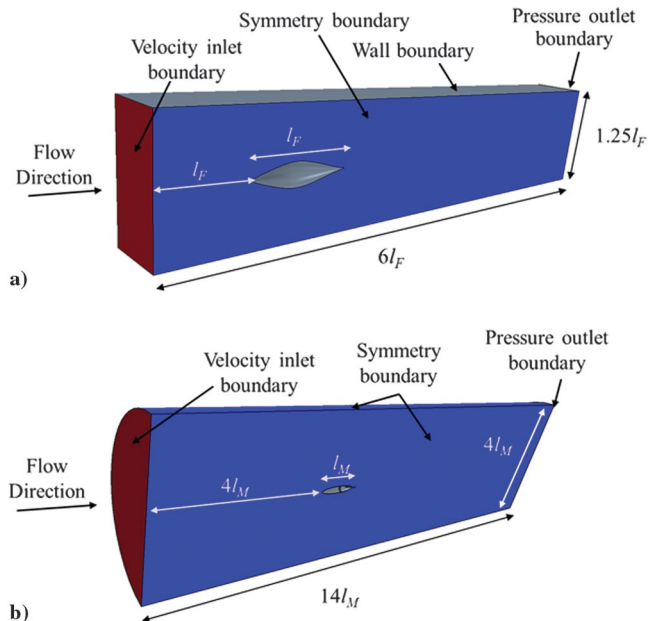 Symmetry boundary
Pressure outlet
boundary
Velocity inlet
boundary
Wall boundary
Flow
Direction
l_F
l_F
1.25l_F
6l_F
a)
Velocity inlet
boundary
Symmetry
boundary
Pressure outlet
boundary
Flow
Direction
4l_M
l_M
4l_M
14l_M
b)